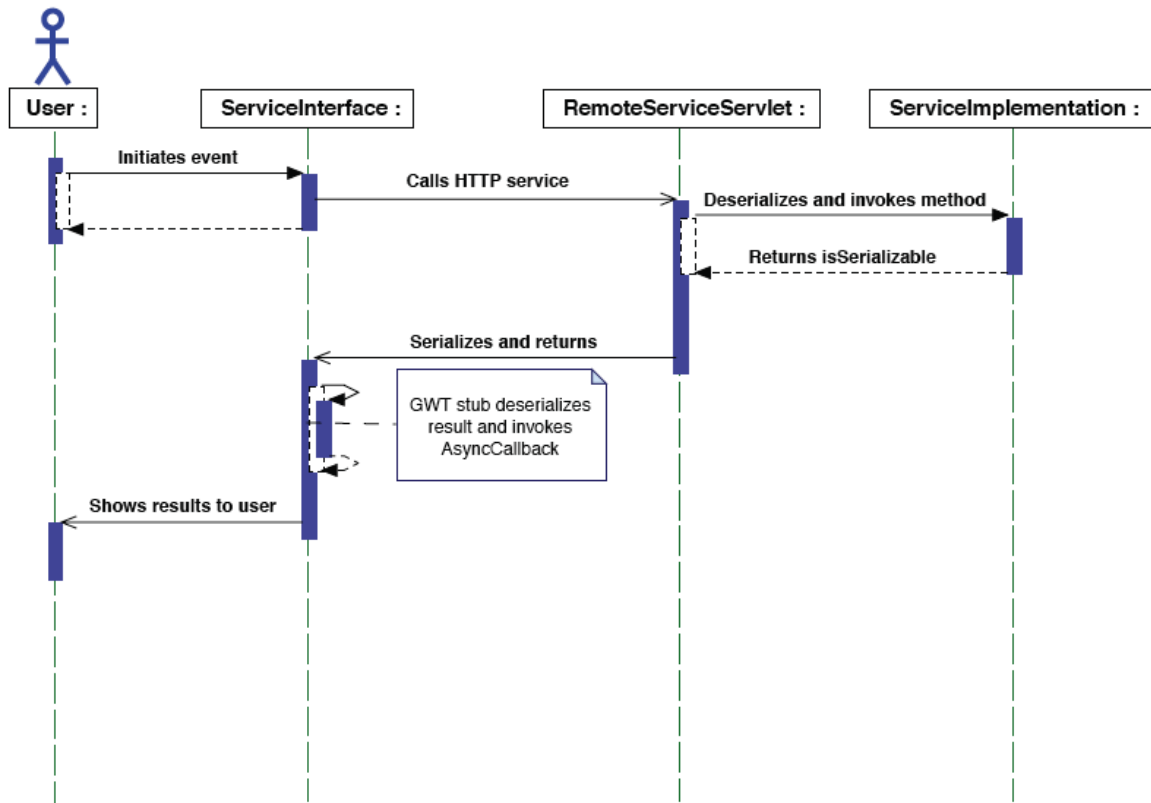 User :
ServiceInterface :
RemoteServiceServlet :
ServiceImplementation :
Initiates event
Calls HTTP service
Deserializes and invokes method
Returns isSerializable
Serializes and returns
GWT stub deserializes
result and invokes
AsyncCallback
Shows results to user